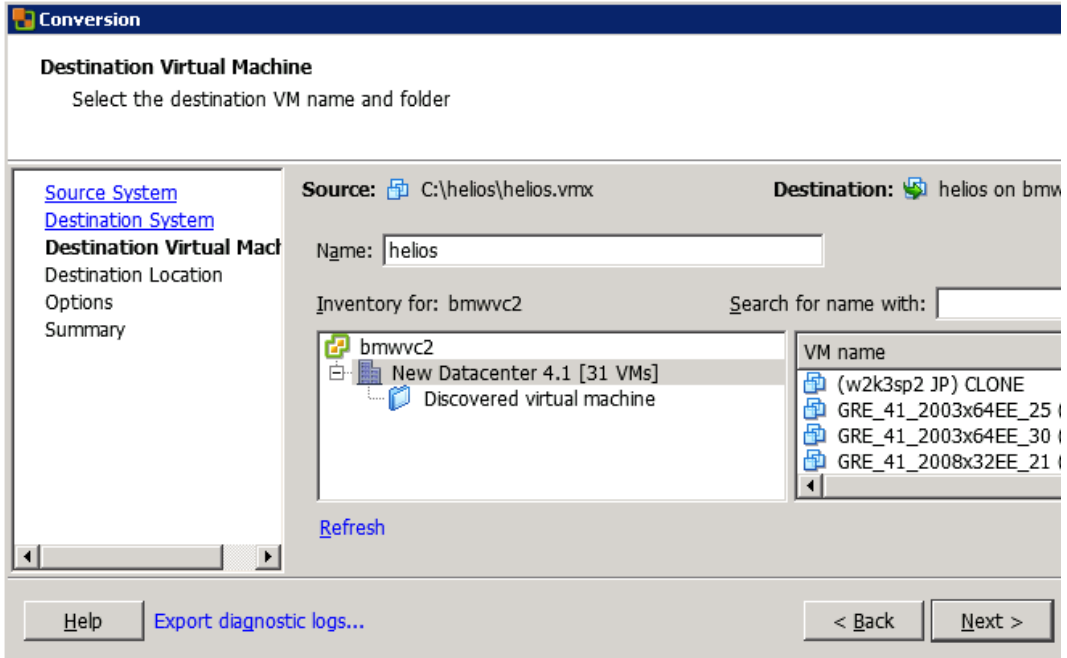 Conversion
Destination Virtual Machine
Select the destination VM name and folder
Source System
Destination System
Destination Virtual Mach
Destination Location
Options
Summary
Source: C:\helios\helios.vmx
Destination: helios on bmw
Name: helios
Inventory for: bmwvc2
Search for name with:
bmwvc2
New Datacenter 4.1 [31 VMs]
Discovered virtual machine
VM name
(w2k3sp2 JP) CLONE
GRE_41_2003x64EE_25 (
GRE_41_2003x64EE_30 (
GRE_41_2008x32EE_21 (
Refresh
Help
Export diagnostic logs...
< Back
Next >